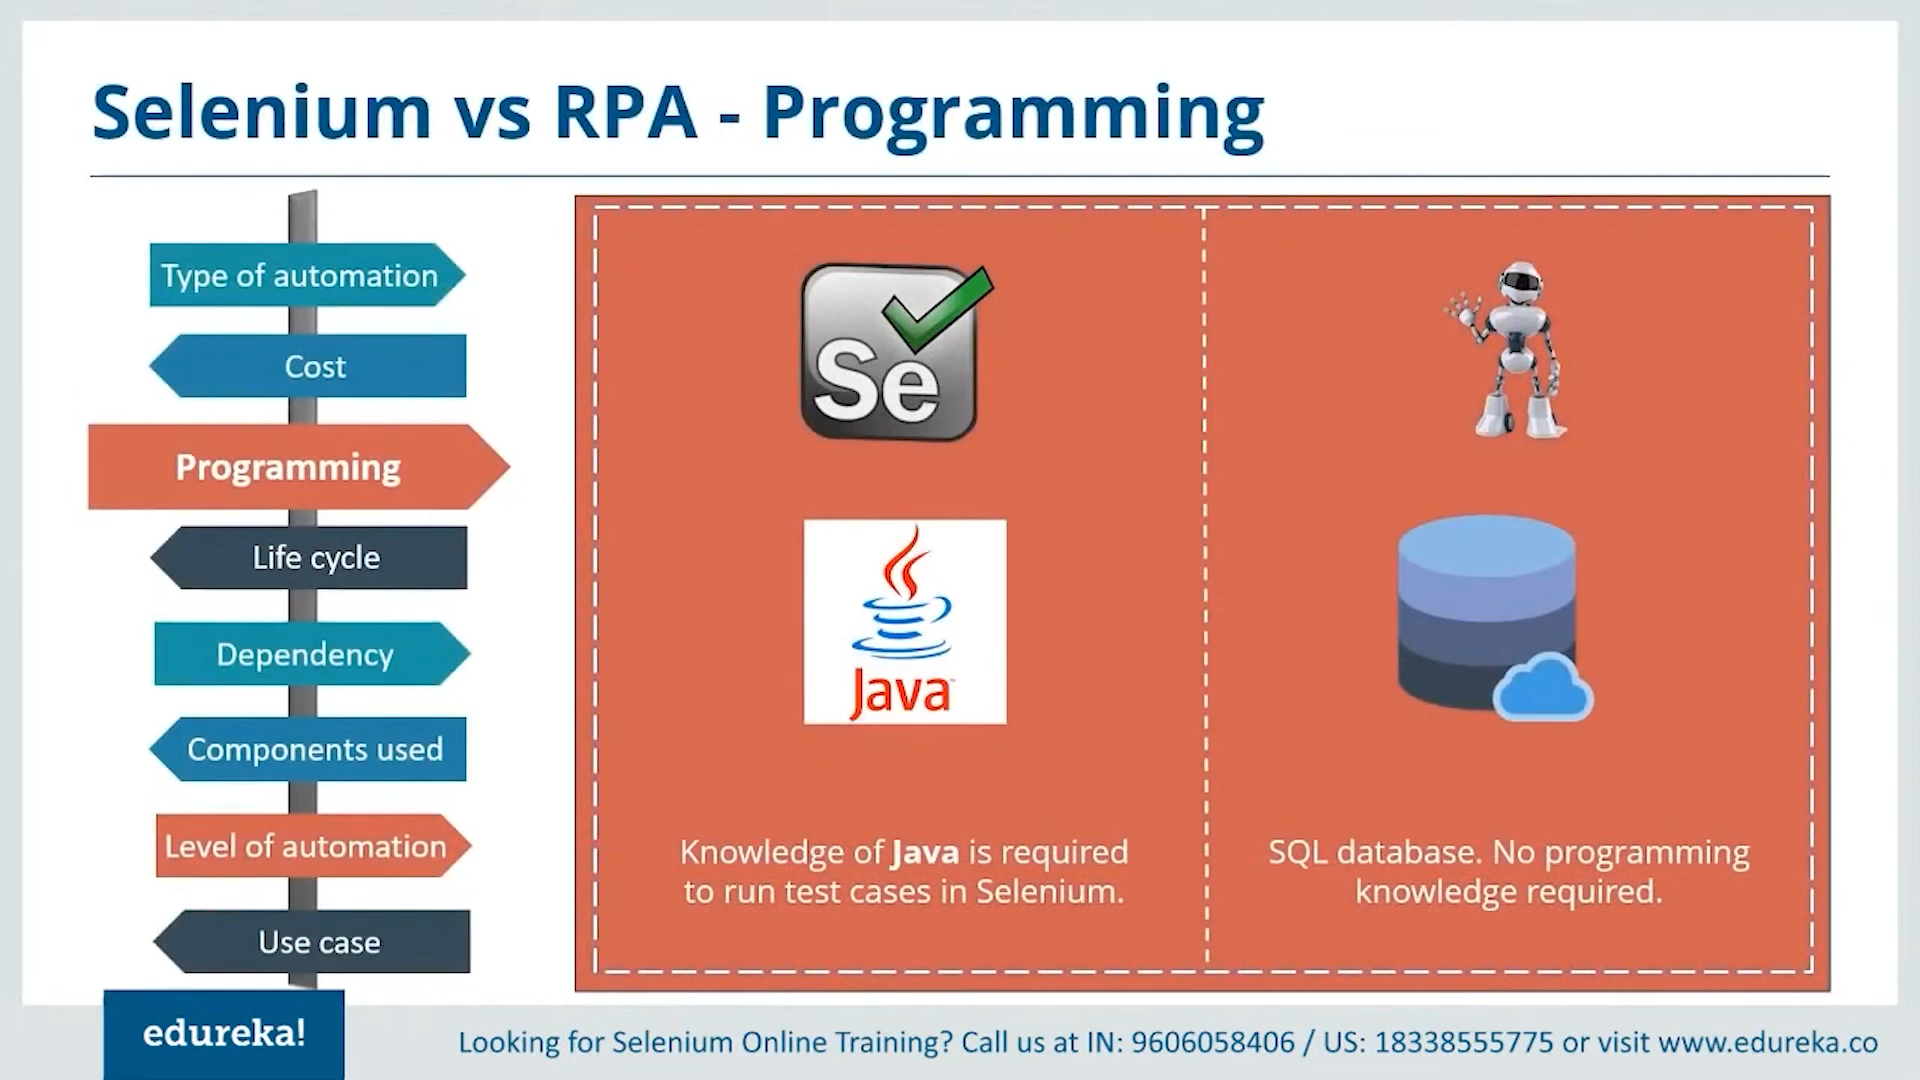 Selenium vs RPA - Programming
Type of automation
Cost
Programming
Life cycle
Dependency
Components used
Level of automation
Use case
Se
Java
Knowledge of Java is required
to run test cases in Selenium.
SQL database. No programming
knowledge required.
edureka!
Looking for Selenium Online Training? Call us at IN: 9606058406 / US: 18338555775 or visit www.edureka.co